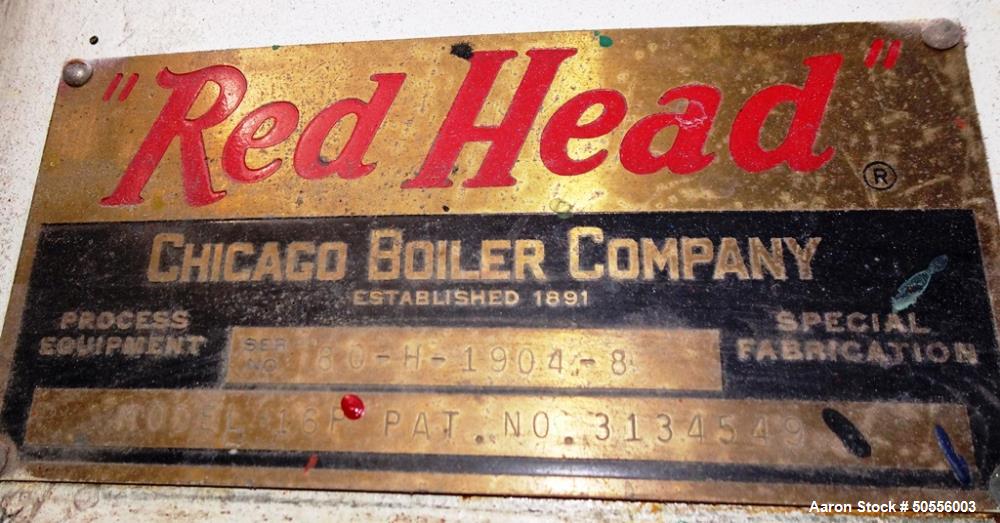 "Red Head" ®
CHICAGO BOILER COMPANY
ESTABLISHED 1891
PROCESS EQUIPMENT
SPECIAL FABRICATION
SER NO. 80-H-1904-8
MODEL 16P PAT. NO. 3134549
Aaron Stock # 50556003